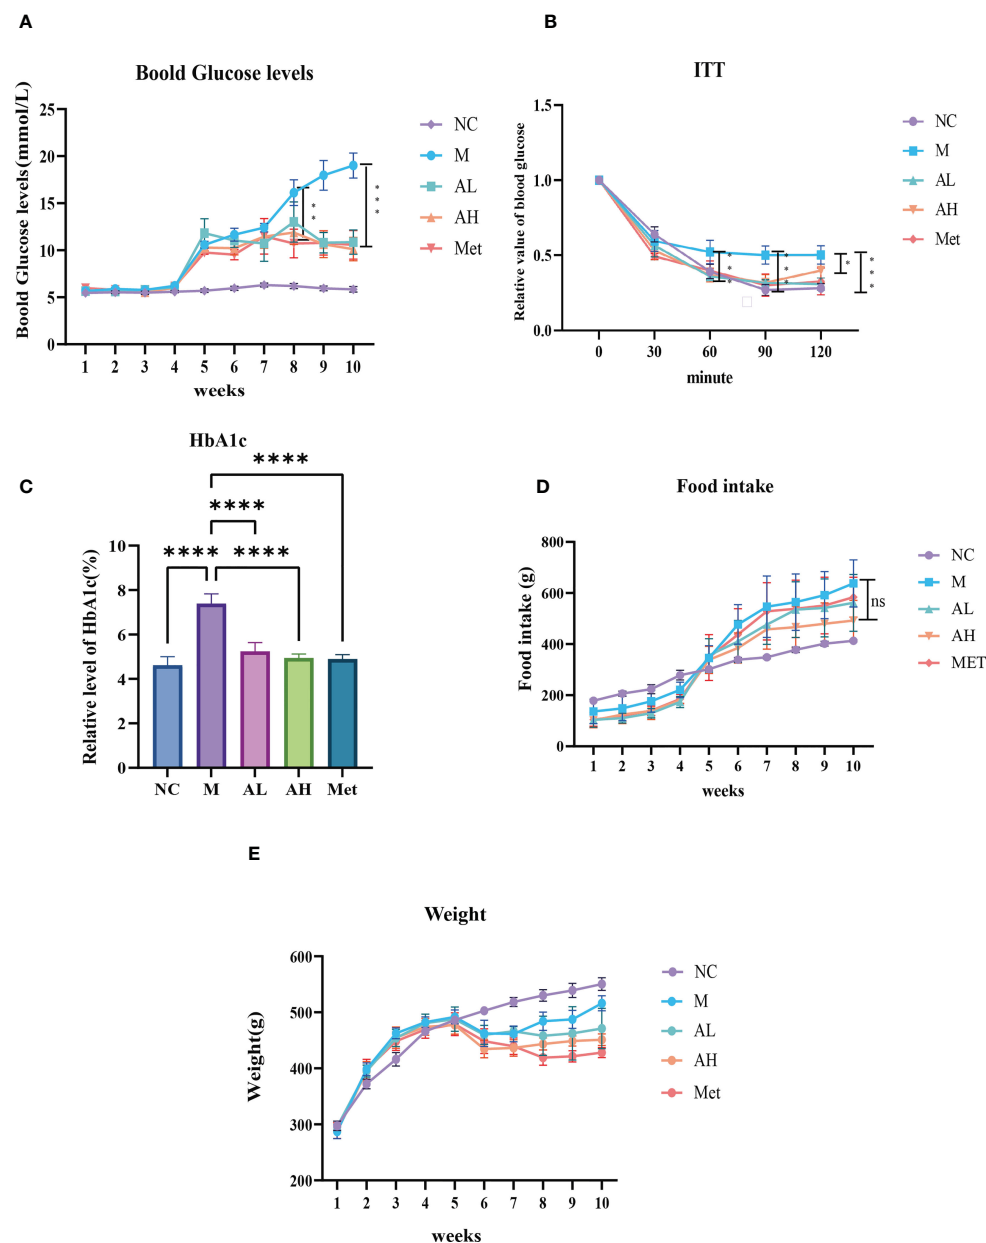 A
Boold Glucose levels
Boold Glucose levels(mmol/L)
25
20
15
10
5
0
1 2 3 4 5 6 7 8 9 10
weeks
**
***
NC
M
AL
AH
Met
B
ITT
Relative value of blood glucose
1.5
1.0
0.5
0.0
0 30 60 90 120
minute
***
***
*
***
NC
M
AL
AH
Met
C
HbA1c
****
****
**** ****
Relative level of HbA1c(%)
10
8
6
4
2
0
NC M AL AH Met
D
Food intake
Food intake (g)
800
600
400
200
0
1 2 3 4 5 6 7 8 9 10
weeks
ns
NC
M
AL
AH
MET
E
Weight
Weight(g)
600
500
400
300
200
1 2 3 4 5 6 7 8 9 10
weeks
NC
M
AL
AH
Met